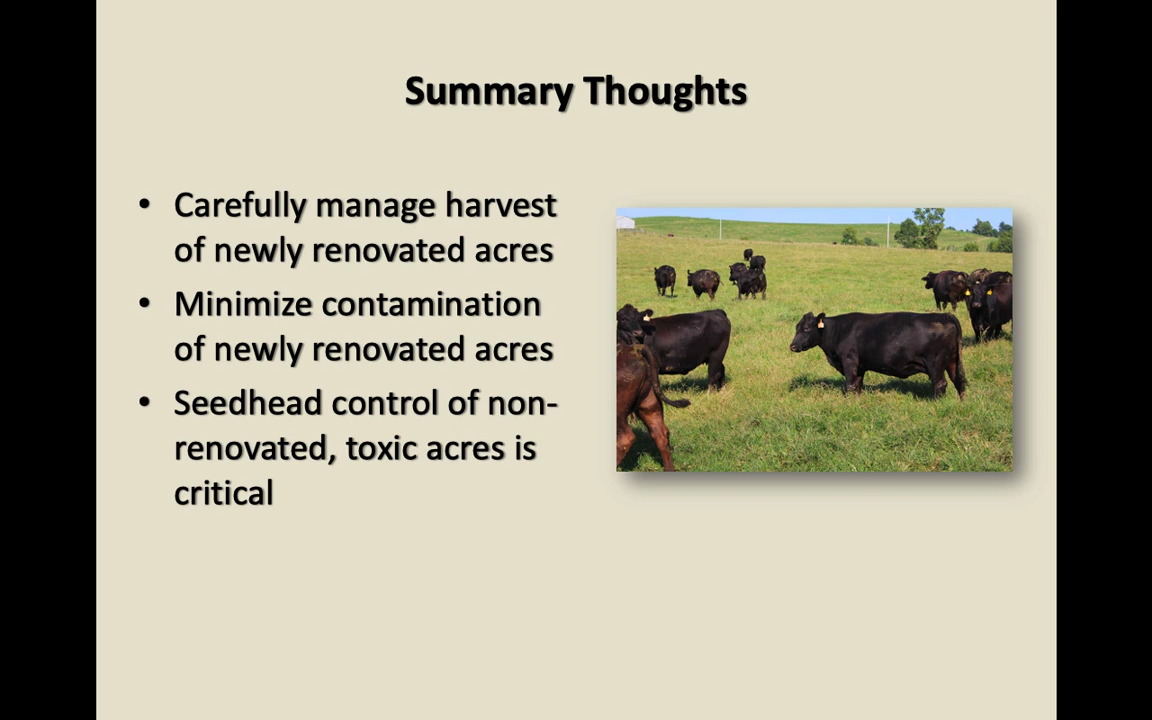 Summary Thoughts
• Carefully manage harvest
of newly renovated acres
• Minimize contamination
of newly renovated acres
• Seedhead control of non-
renovated, toxic acres is
critical